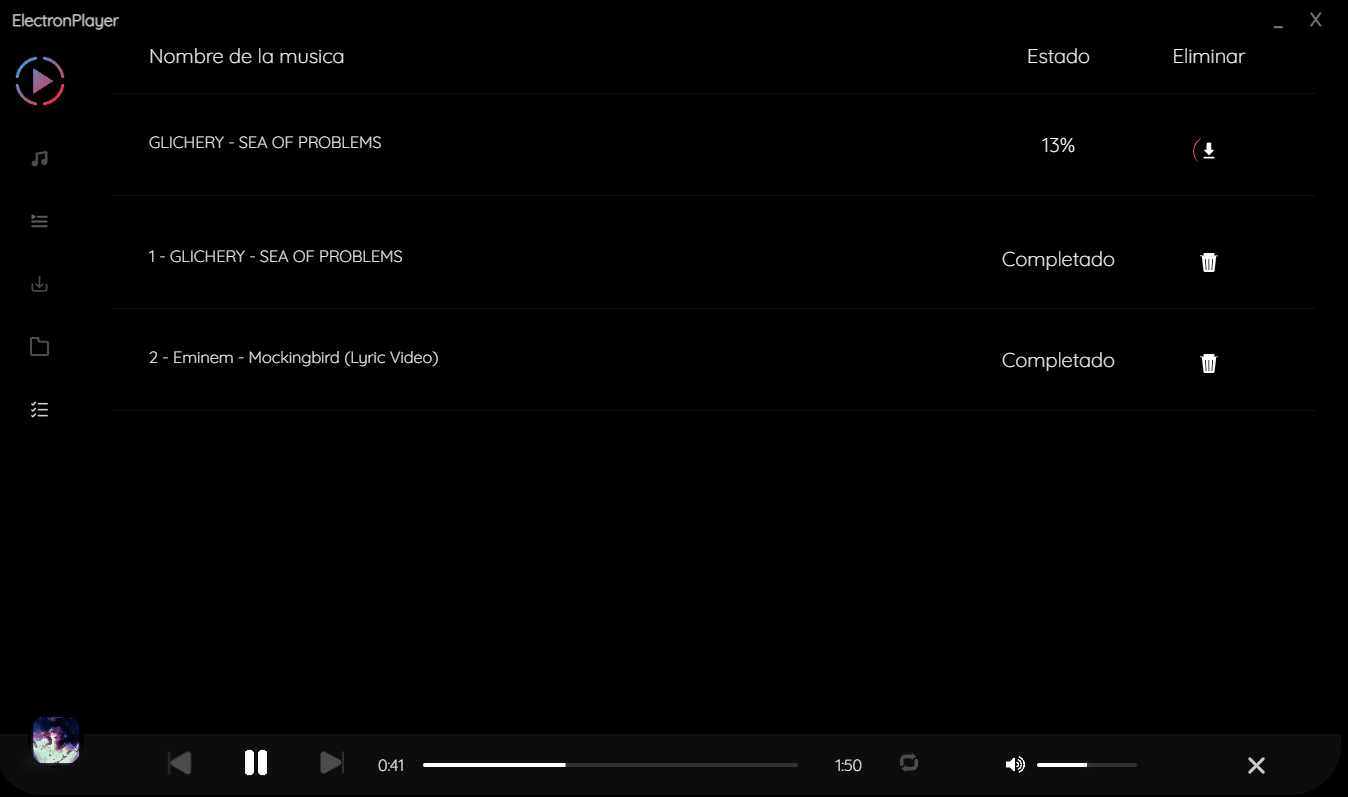 ElectronPlayer
_ X
Nombre de la musica Estado Eliminar
GLICHERY - SEA OF PROBLEMS 13%
1 - GLICHERY - SEA OF PROBLEMS Completado
2 - Eminem - Mockingbird (Lyric Video) Completado
0:41 1:50